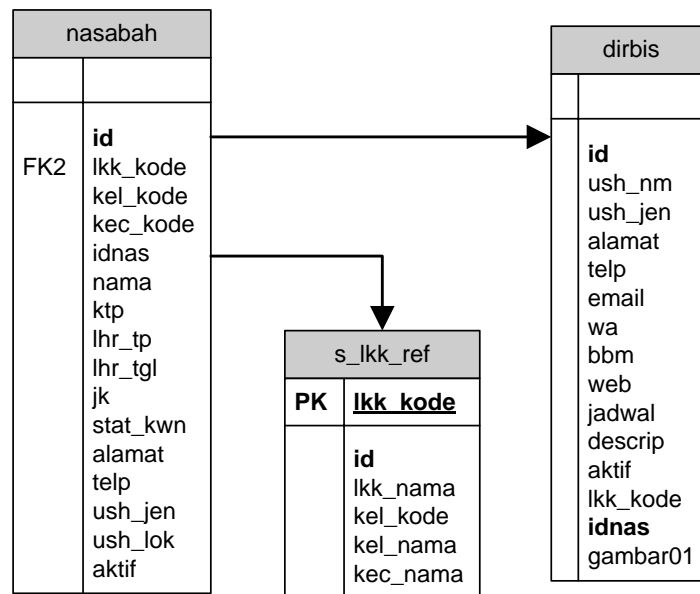 nasabah
FK2
id
lkk_kode
kel_kode
kec_kode
idnas
nama
ktp
lhr_tp
lhr_tgl
jk
stat_kwn
alamat
telp
ush_jen
ush_lok
aktif
s_lkk_ref
PK lkk_kode
id
lkk_nama
kel_kode
kel_nama
kec_nama
dirbis
id
ush_nm
ush_jen
alamat
telp
email
wa
bbm
web
jadwal
descrip
aktif
lkk_kode
idnas
gambar01